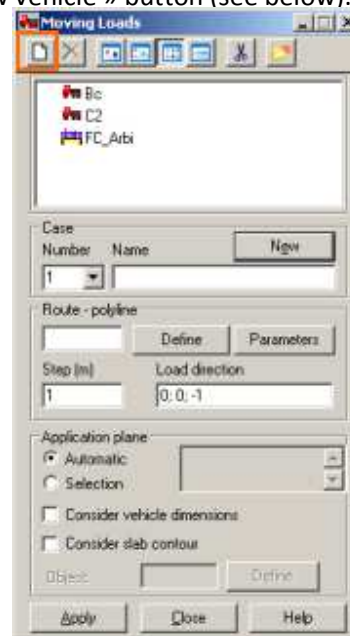 w vehicle » button (see below).
Moving Loads
Bc
C2
FC_Arbi
Case
Number Name New
1
Route - polyline
Define Parameters
Step (m) Load direction
1 0; 0; -1
Application plane
Automatic
Selection
Consider vehicle dimensions
Consider slab contour
Object: Define
Apply Close Help